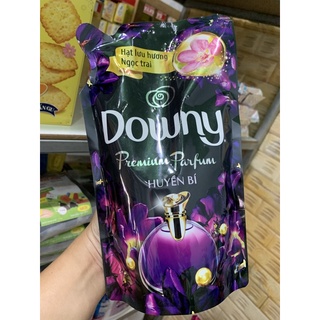 Hạt lưu hương
Ngọc trai
Downy
Premium Parfum
HUYỀN BÍ